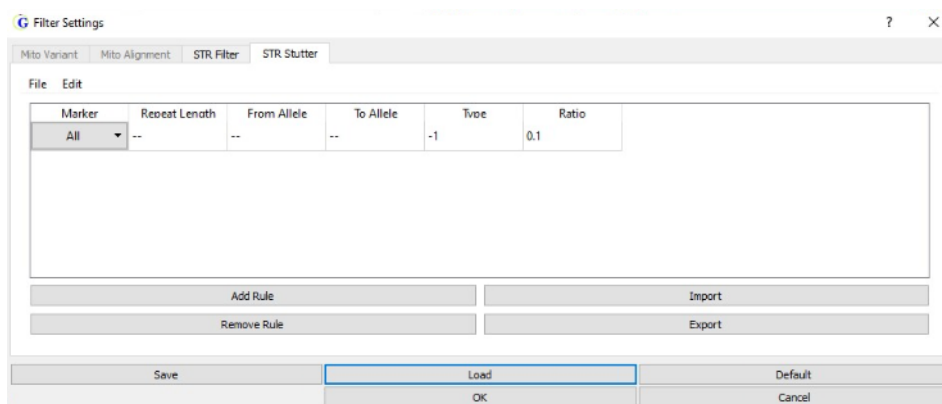 G Filter Settings ? ✕
Mito Variant Mito Alignment STR Filter STR Stutter
File Edit
Marker Repeat Length From Allele To Allele Type Ratio
All -- -- -- -1 0.1
Add Rule Import
Remove Rule Export
Save Load Default
OK Cancel